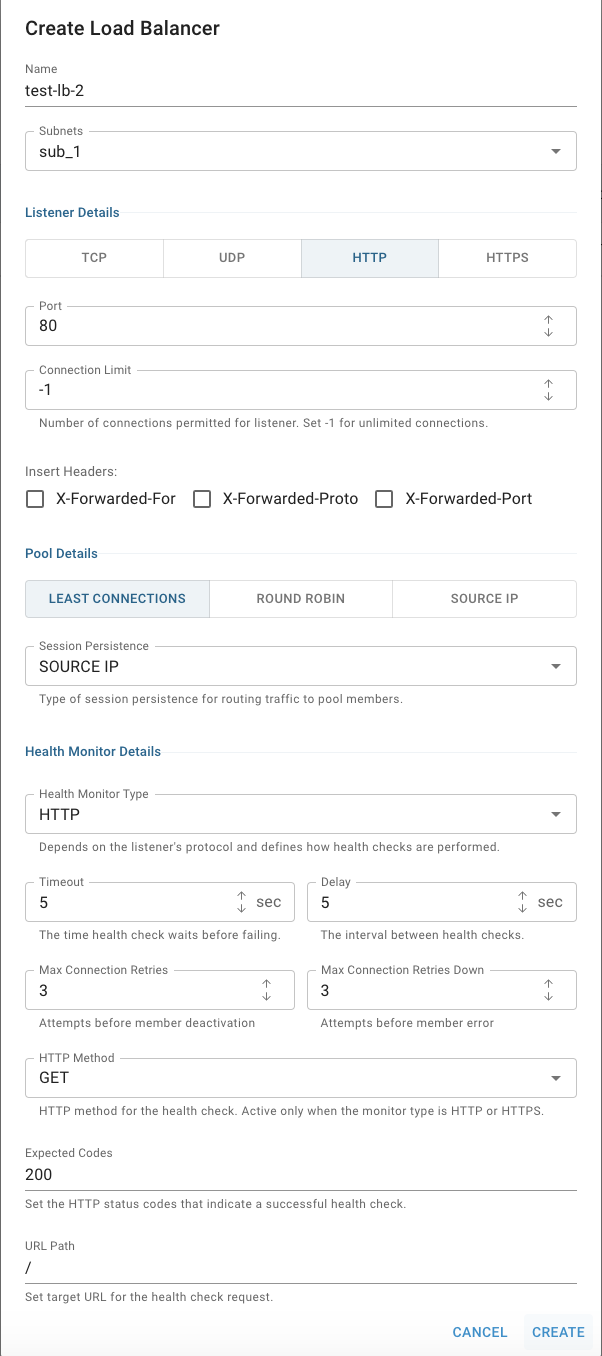 Create Load Balancer
Name
test-lb-2
Subnets
sub_1
Listener Details
TCP UDP HTTP HTTPS
Port
80
Connection Limit
-1
Number of connections permitted for listener. Set -1 for unlimited connections.
Insert Headers:
X-Forwarded-For X-Forwarded-Proto X-Forwarded-Port
Pool Details
LEAST CONNECTIONS ROUND ROBIN SOURCE IP
Session Persistence
SOURCE IP
Type of session persistence for routing traffic to pool members.
Health Monitor Details
Health Monitor Type
HTTP
Depends on the listener's protocol and defines how health checks are performed.
Timeout Delay
5 sec 5 sec
The time health check waits before failing. The interval between health checks.
Max Connection Retries Max Connection Retries Down
3 3
Attempts before member deactivation Attempts before member error
HTTP Method
GET
HTTP method for the health check. Active only when the monitor type is HTTP or HTTPS.
Expected Codes
200
Set the HTTP status codes that indicate a successful health check.
URL Path
/
Set target URL for the health check request.
CANCEL CREATE